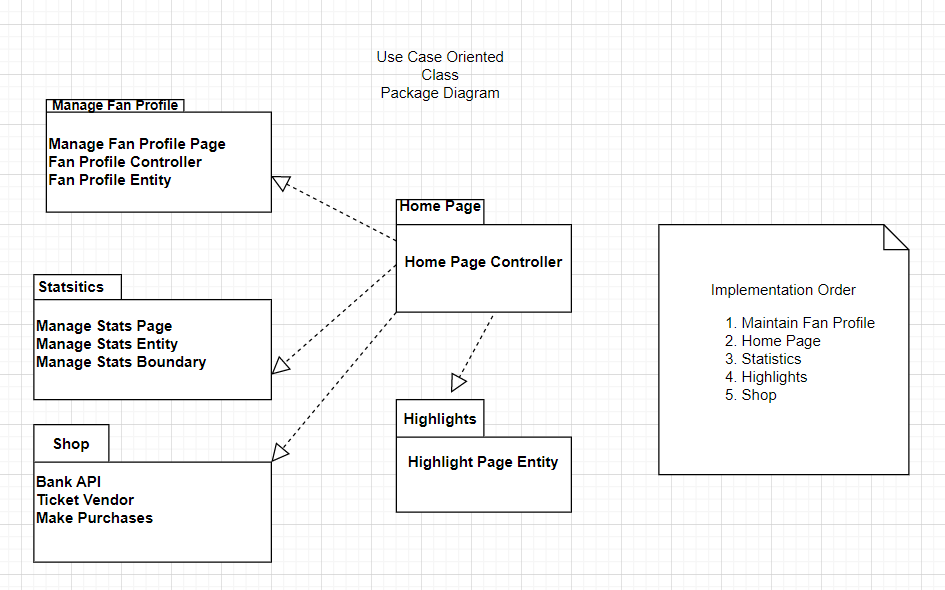 Use Case Oriented
Class
Package Diagram
Manage Fan Profile
Manage Fan Profile Page
Fan Profile Controller
Fan Profile Entity
Home Page
Home Page Controller
Statsitics
Manage Stats Page
Manage Stats Entity
Manage Stats Boundary
Shop
Bank API
Ticket Vendor
Make Purchases
Highlights
Highlight Page Entity
Implementation Order
1. Maintain Fan Profile
2. Home Page
3. Statistics
4. Highlights
5. Shop